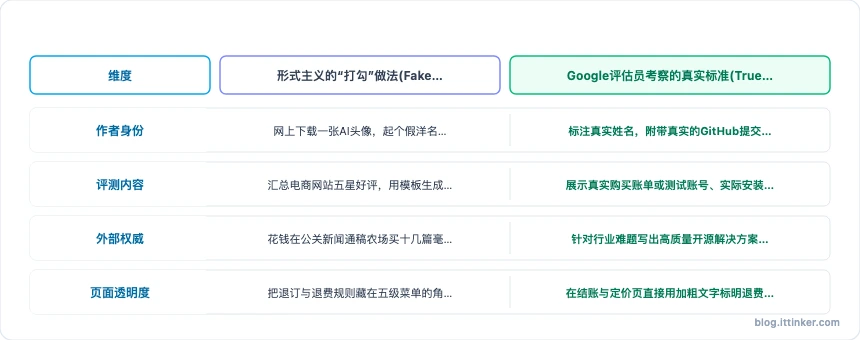 维度
形式主义的“打勾”做法(Fake...
Google评估员考察的真实标准(True...
作者身份
网上下载一张AI头像，起个假洋名...
标注真实姓名，附带真实的GitHub提交...
评测内容
汇总电商网站五星好评，用模板生成...
展示真实购买账单或测试账号、实际安装...
外部权威
花钱在公关新闻通稿农场买十几篇毫...
针对行业难题写出高质量开源解决方案...
页面透明度
把退订与退费规则藏在五级菜单的角...
在结账与定价页直接用加粗文字标明退费...
blog.ittinker.com